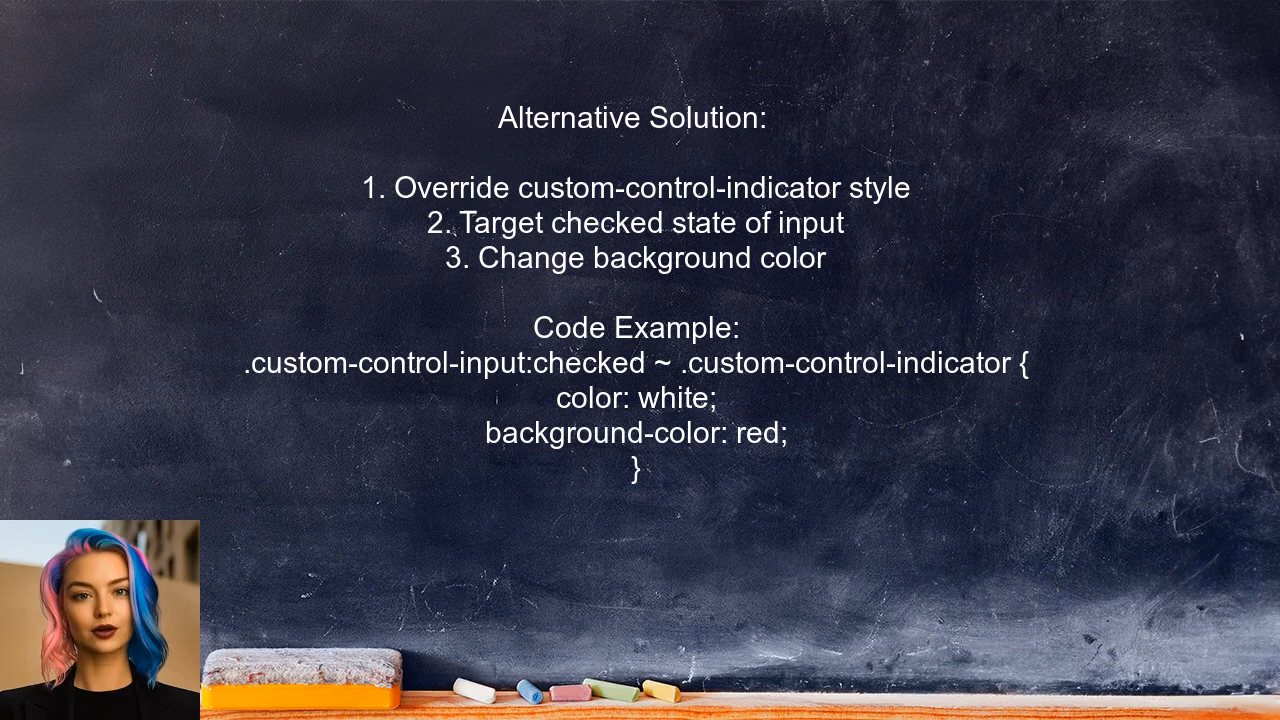 Alternative Solution:
1. Override custom-control-indicator style
2. Target checked state of input
3. Change background color
Code Example:
.custom-control-input:checked ~ .custom-control-indicator {
color: white;
background-color: red;
}